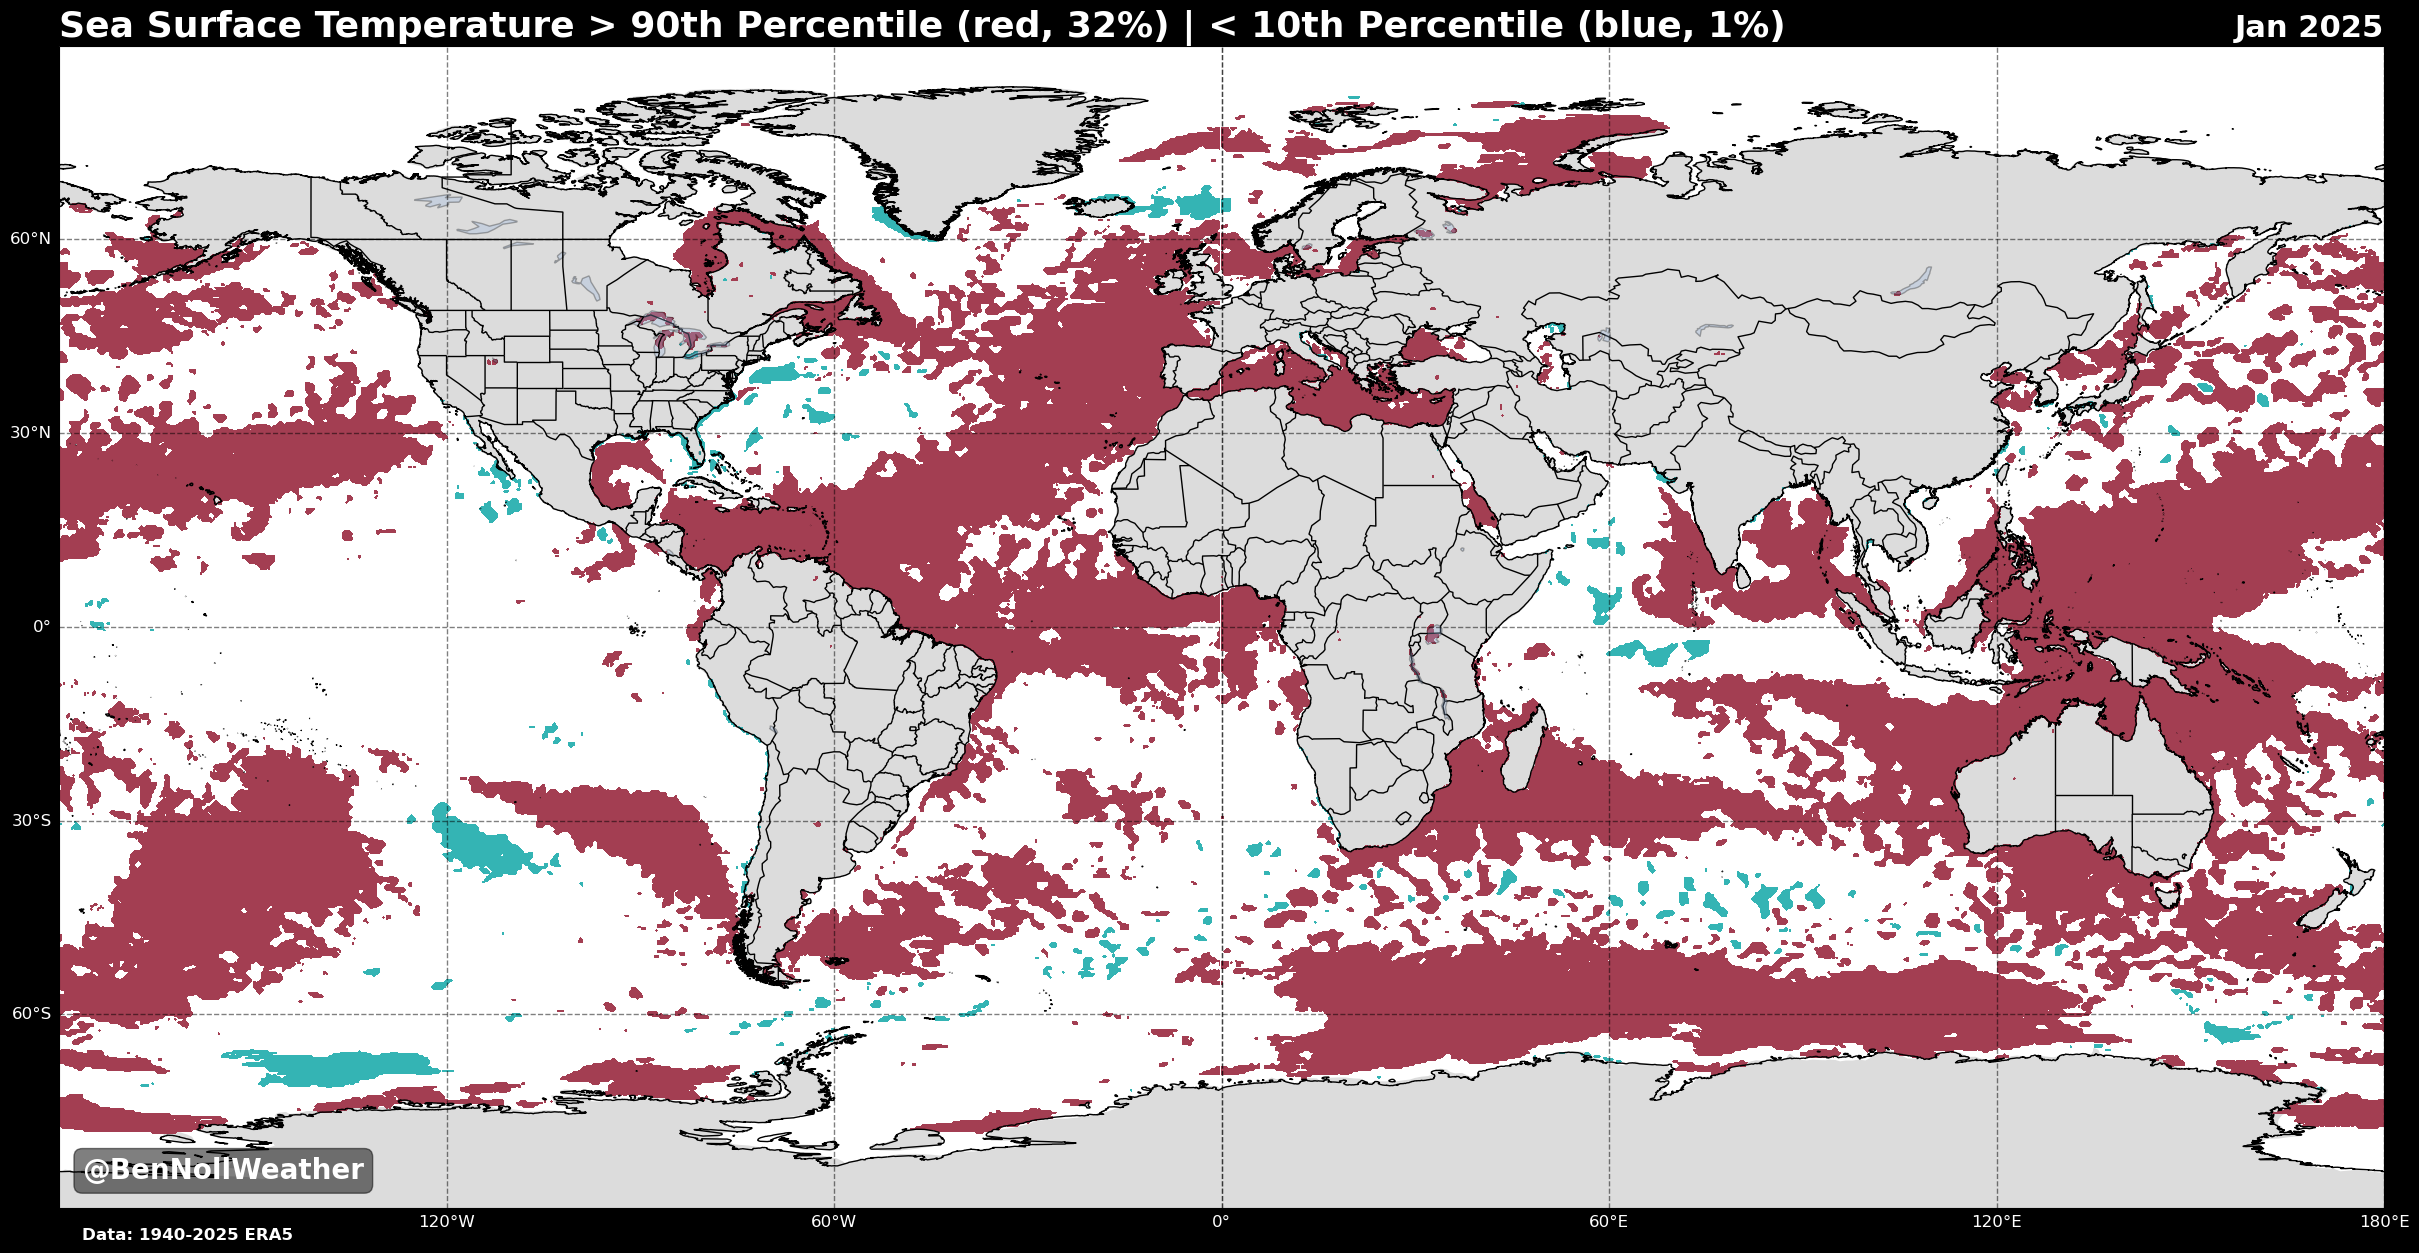 Sea Surface Temperature > 90th Percentile (red, 32%) | < 10th Percentile (blue, 1%)
Jan 2025
60°N
30°N
0°
30°S
60°S
@BenNollWeather
120°W
60°W
0°
60°E
120°E
180°E
Data: 1940-2025 ERA5